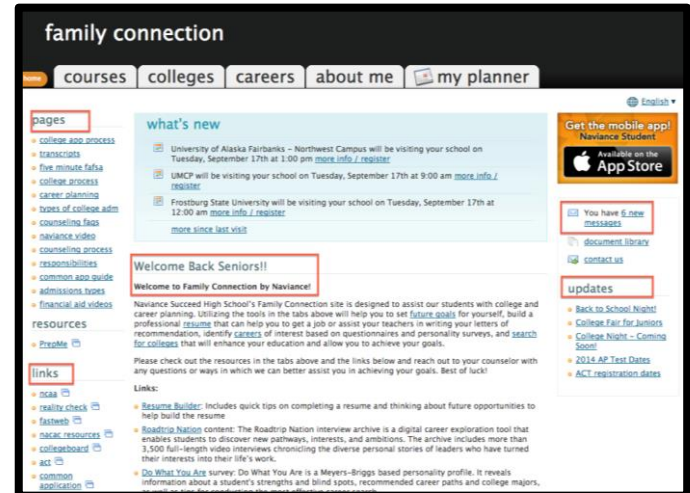 family connection
home
courses
colleges
careers
about me
my planner
English
pages
college app process
transcripts
five minute fafsa
college process
career planning
types of college adm
counseling faqs
naviance video
counseling process
responsibilities
common app guide
admissions types
financial aid videos
resources
PrepMe
links
ncaa
reality check
fastweb
nacac resources
collegeboard
act
common
application
what's new
University of Alaska Fairbanks – Northwest Campus will be visiting your school on
Tuesday, September 17th at 1:00 pm more info / register
UMCP will be visiting your school on Tuesday, September 17th at 9:00 am more info /
register
Frostburg State University will be visiting your school on Tuesday, September 17th at
12:00 am more info / register
more since last visit
Welcome Back Seniors!!
Welcome to Family Connection by Naviance!
Naviance Succeed High School's Family Connection site is designed to assist our students with college and
career planning. Utilizing the tools in the tabs above will help you to set future goals for yourself, build a
professional resume that can help you to get a job or assist your teachers in writing your letters of
recommendation, identify careers of interest based on questionnaires and personality surveys, and search
for colleges that will enhance your education and allow you to achieve your goals.
Please check out the resources in the tabs above and the links below and reach out to your counselor with
any questions or ways in which we can better assist you in achieving your goals. Best of luck!
Links:
Resume Builder: Includes quick tips on completing a resume and thinking about future opportunities to
help build the resume
Roadtrip Nation content: The Roadtrip Nation interview archive is a digital career exploration tool that
enables students to discover new pathways, interests, and ambitions. The archive includes more than
3,500 full-length video interviews chronicling the diverse personal stories of leaders who have turned
their interests into their life's work.
Do What You Are survey: Do What You Are is a Meyers-Briggs based personality profile. It reveals
information about a student's strengths and blind spots, recommended career paths and college majors,
as well as tips for conducting the most effective career search.
Get the mobile app!
Naviance Student
Available on the
App Store
You have 6 new
messages
document library
contact us
updates
Back to School Night!
College Fair for Juniors
College Night – Coming
Soon!
2014 AP Test Dates
ACT registration dates